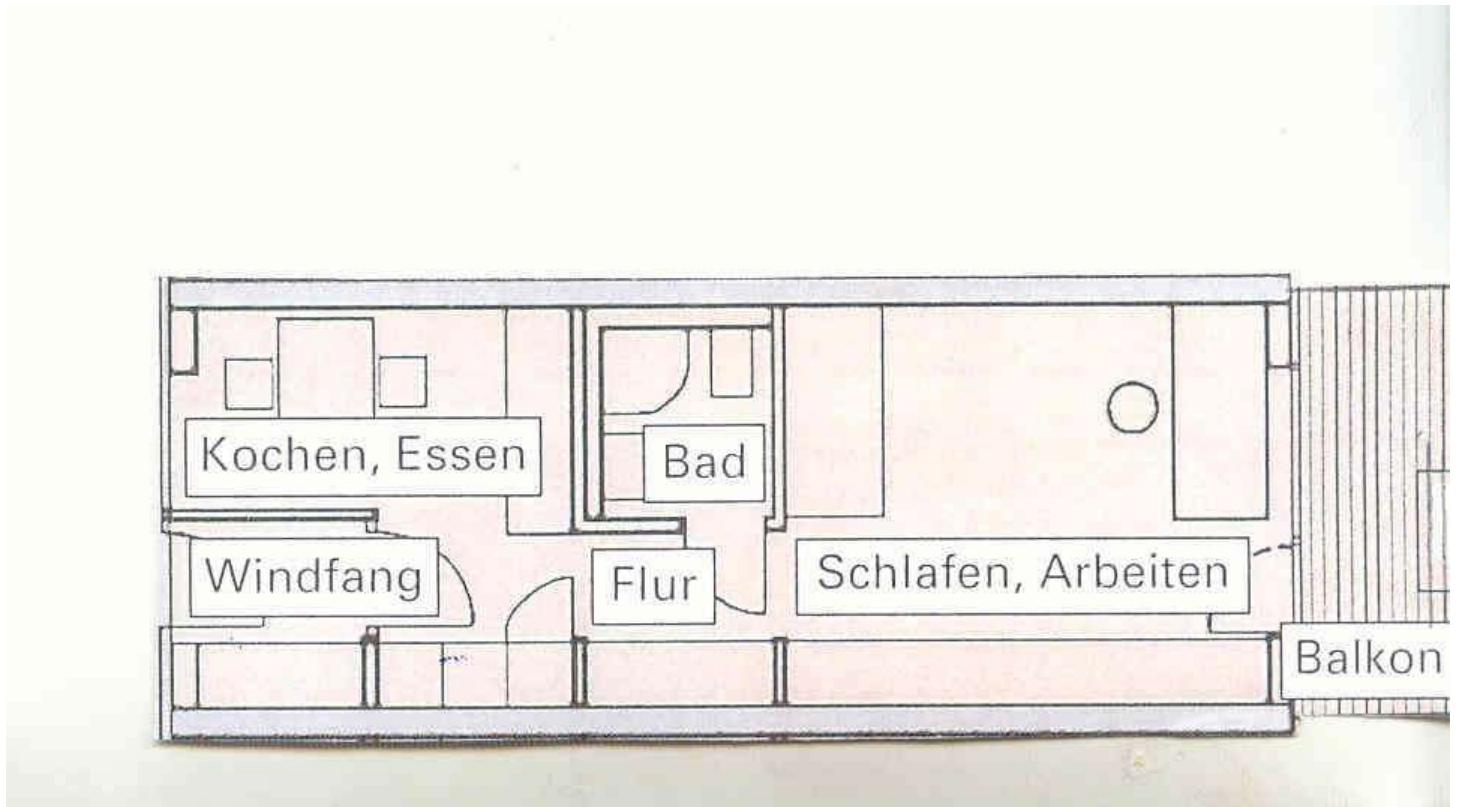 Kochen, Essen
Bad
Windfang
Flur
Schlafen, Arbeiten
Balkon